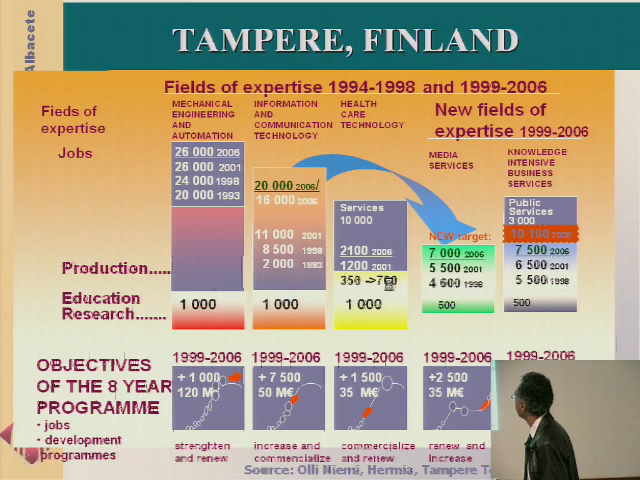 Albacete
TAMPERE, FINLAND
Fields of expertise 1994-1998 and 1999-2006
Fieds of
expertise
Jobs
MECHANICAL
ENGINEERING
AND
AUTOMATION
INFORMATION
AND
COMMUNICATION
TECHNOLOGY
HEALTH
CARE
TECHNOLOGY
New fields of
expertise 1999-2006
MEDIA
SERVICES
KNOWLEDGE
INTENSIVE
BUSINESS
SERVICES
26 000 2006
26 000 2001
24 000 1998
20 000 1993
20 000 2006/
16 000 2006
11 000 2001
8 500 1998
2 000 1993
Services
10 000
2100 2006
1200 2001
350 ->700
NEW target:
7 000 2006
5 500 2001
4 600 1998
Public
Services
3 000
10 100 2006
7 500 2006
6 500 2001
5 500 1998
Production.....
Education
Research.......
1 000
1 000
1 000
500
500
OBJECTIVES
OF THE 8 YEAR
PROGRAMME
• jobs
• development
programmes
1999-2006
+ 1 000
120 M€
strenghten
and renew
1999-2006
+ 7 500
50 M€
increase and
commencialize
1999-2006
+ 1 500
35 M€
commercialize
and renew
1999-2006
+2 500
35 M€
renew and
increase
1999-2006
Source: Olli Niemi, Hermia, Tampere